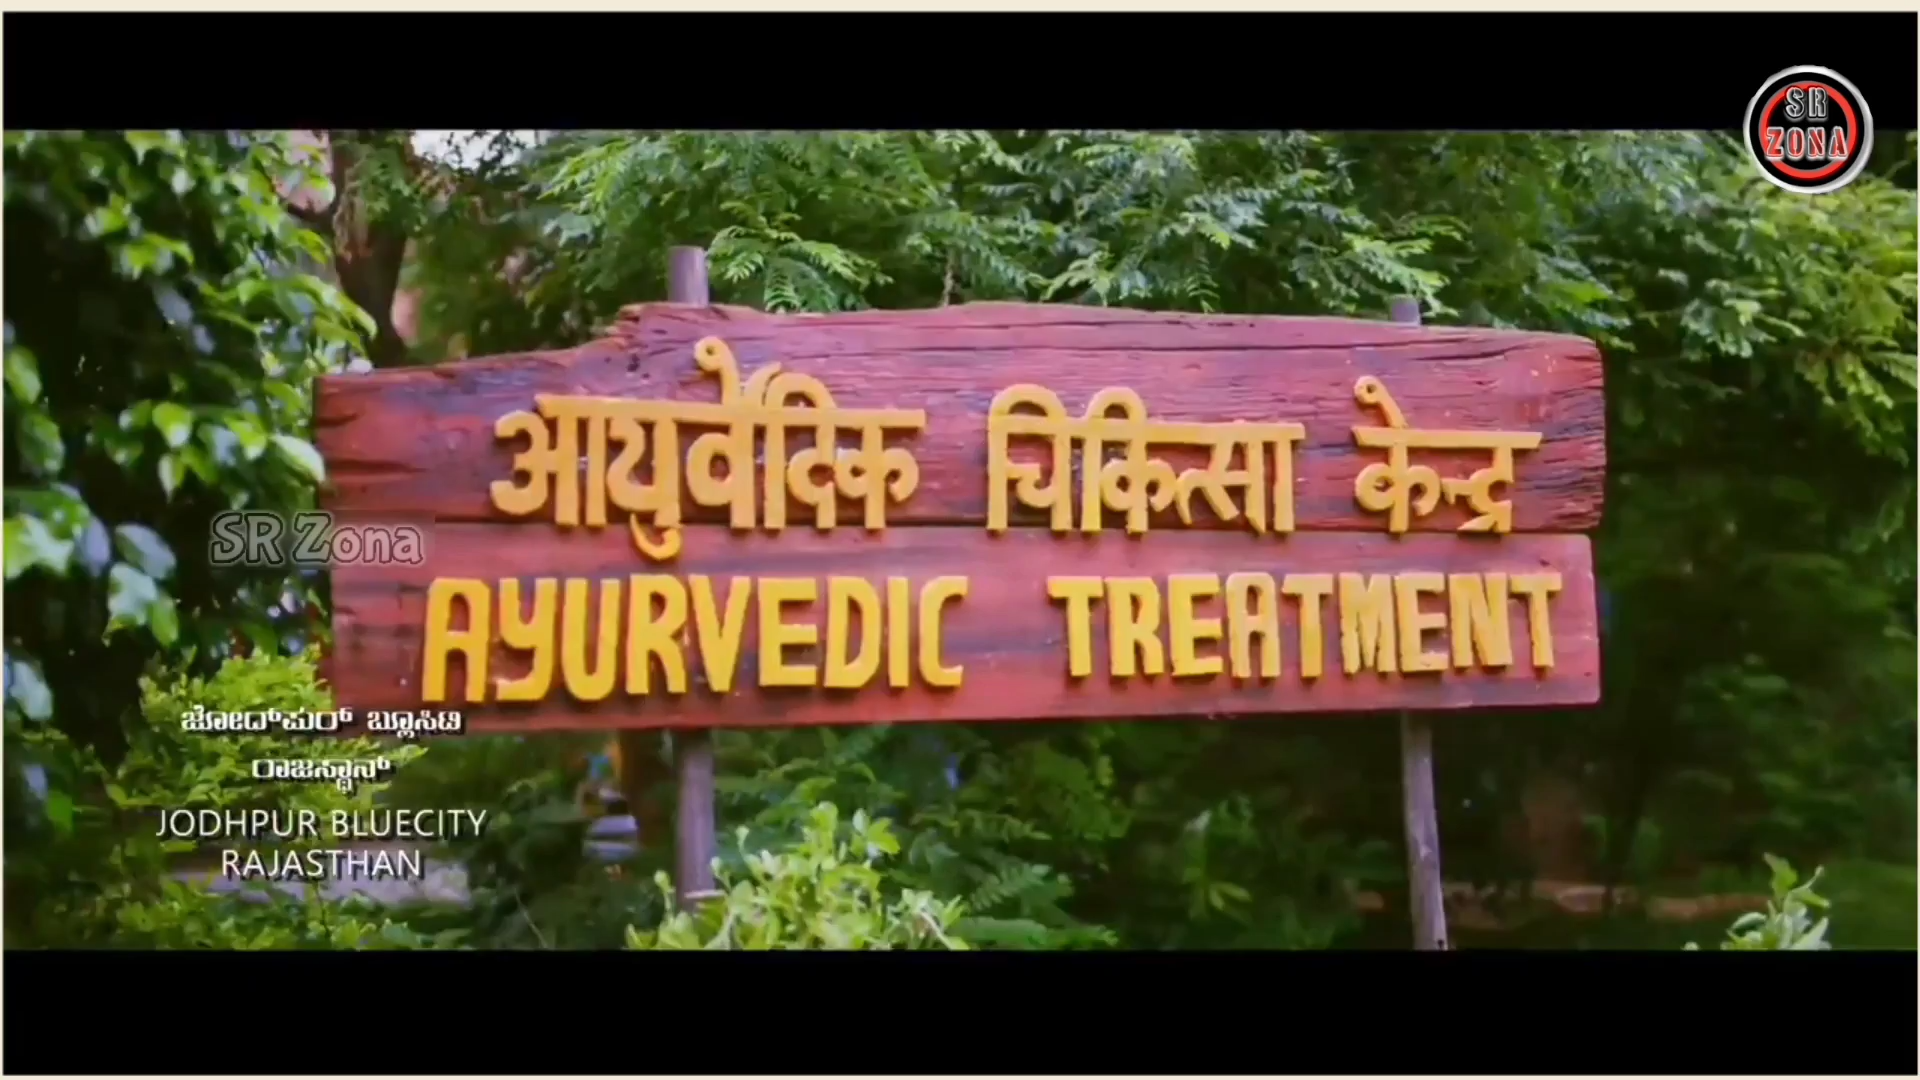 SR
ZONA
आयुर्वेदिक चिकित्सा केन्द्र
SR Zona
AYURVEDIC TREATMENT
ಜೋದ್‌ಪುರ್ ಬ್ಲೂಸಿಟಿ
ರಾಜಸ್ಥಾನ್
JODHPUR BLUECITY
RAJASTHAN